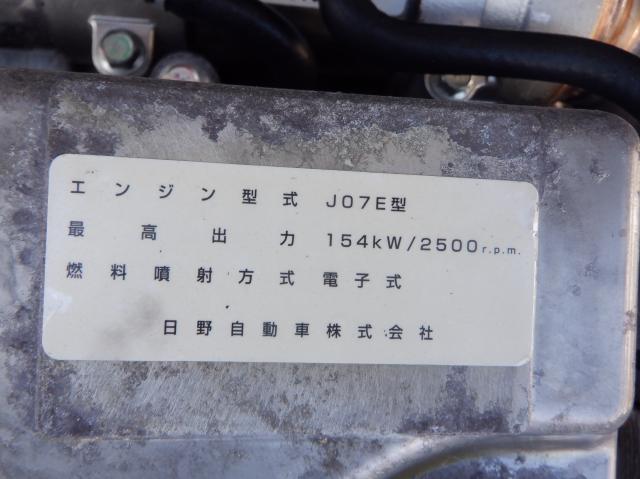 エンジン型式 J07E型
最高出力 154kW/2500r.p.m.
燃料噴射方式 電子式
日野自動車株式会社